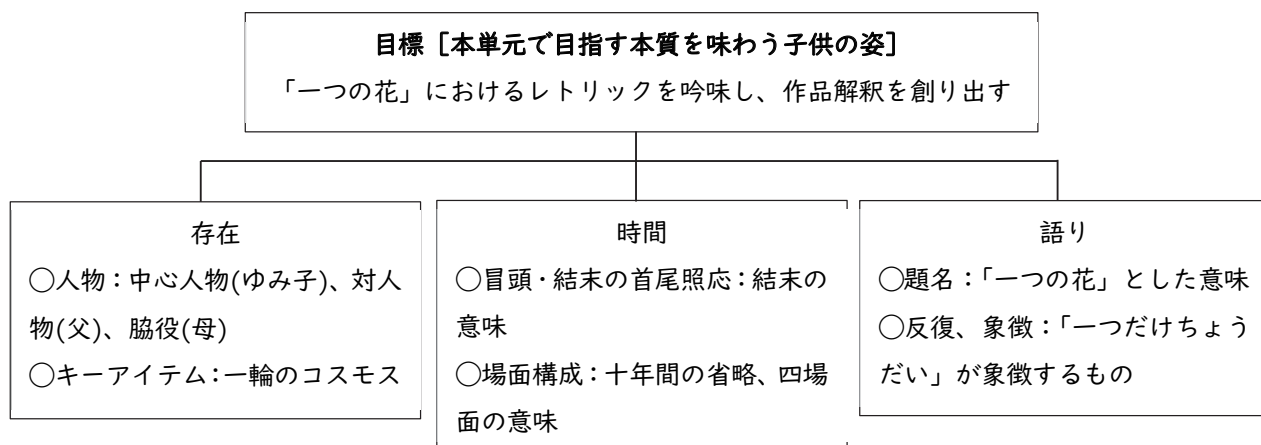 目標［本単元で目指す本質を味わう子供の姿］
「一つの花」におけるレトリックを吟味し、作品解釈を創り出す
存在
○人物：中心人物(ゆみ子)、対人
物(父)、脇役(母)
○キーアイテム：一輪のコスモス
時間
○冒頭・結末の首尾照応：結末の
意味
○場面構成：十年間の省略、四場
面の意味
語り
○題名：「一つの花」とした意味
○反復、象徴：「一つだけちょう
だい」が象徴するもの